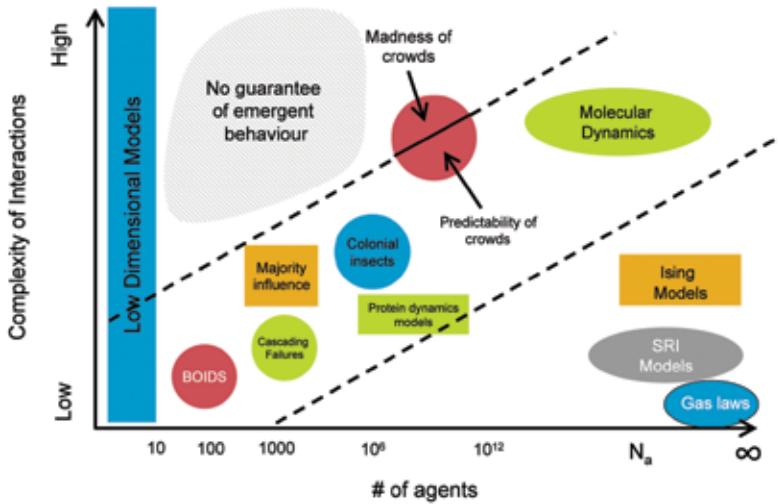 High
Complexity of Interactions
Low
Low Dimensional Models
No guarantee
of emergent
behaviour
Madness of
crowds
Molecular
Dynamics
Predictability of
crowds
Colonial
insects
Majority
influence
Protein dynamics
models
Ising
Models
Cascading
Failures
BOIDS
SRI
Models
Gas laws
10
100
1000
10⁶
10¹²
Nₐ
∞
# of agents